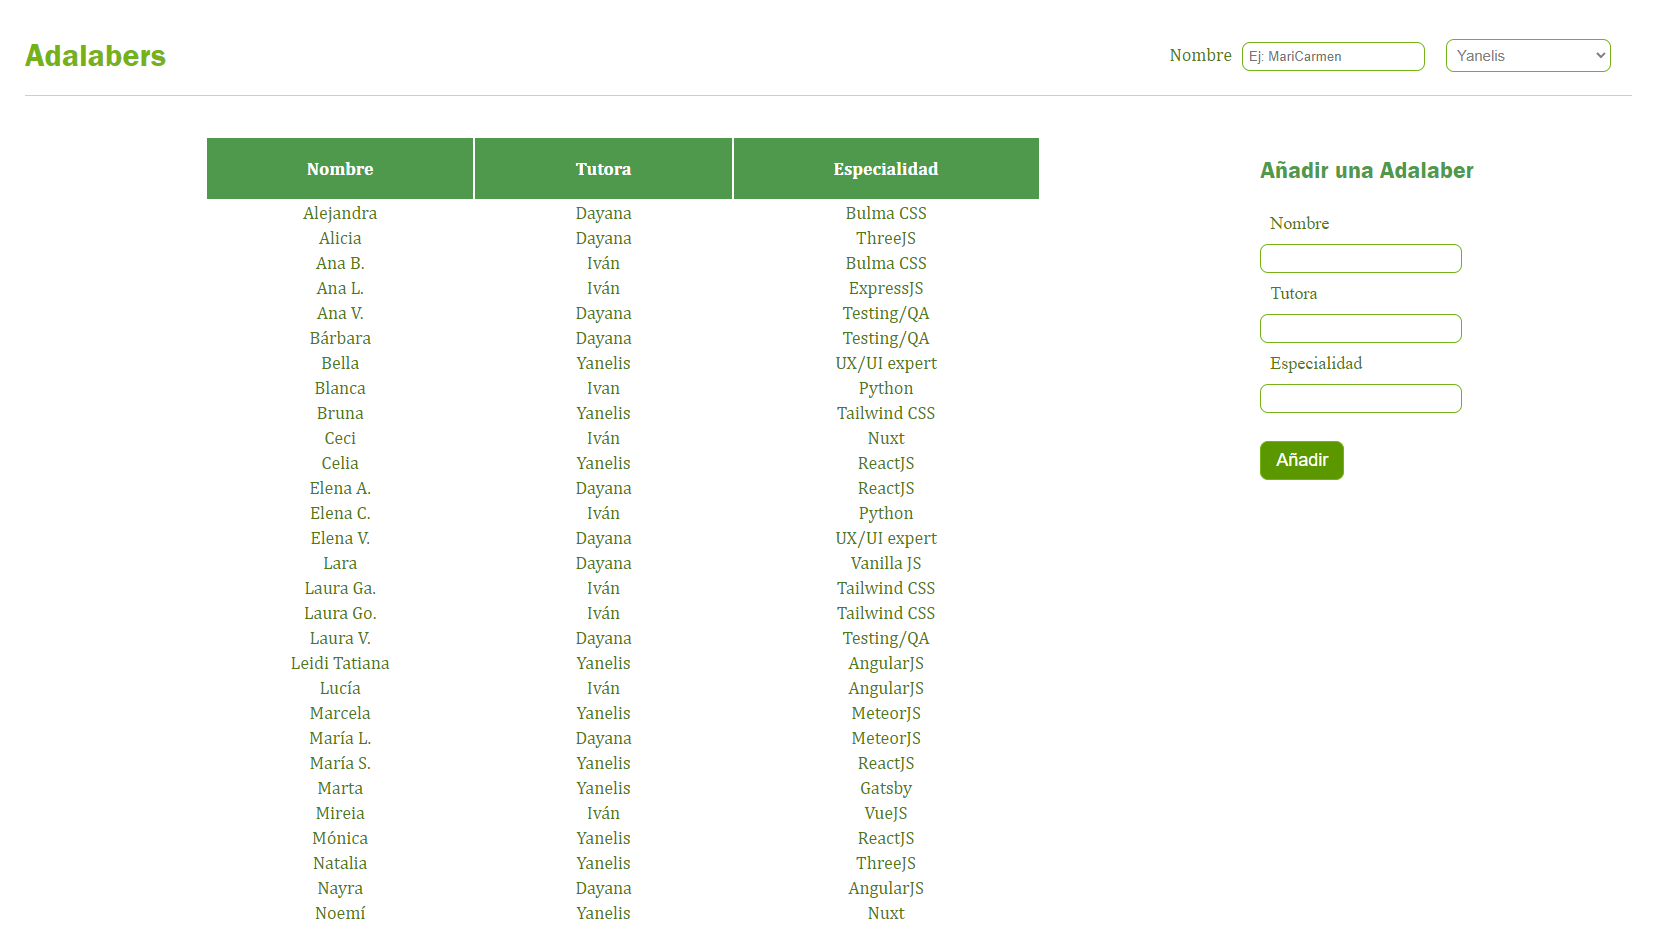 Adalabers
Nombre Ej: MariCarmen Yanelis
Nombre Tutora Especialidad
Alejandra Dayana Bulma CSS
Alicia Dayana ThreeJS
Ana B. Iván Bulma CSS
Ana L. Iván ExpressJS
Ana V. Dayana Testing/QA
Bárbara Dayana Testing/QA
Bella Yanelis UX/UI expert
Blanca Ivan Python
Bruna Yanelis Tailwind CSS
Ceci Iván Nuxt
Celia Yanelis ReactJS
Elena A. Dayana ReactJS
Elena C. Iván Python
Elena V. Dayana UX/UI expert
Lara Dayana Vanilla JS
Laura Ga. Iván Tailwind CSS
Laura Go. Iván Tailwind CSS
Laura V. Dayana Testing/QA
Leidi Tatiana Yanelis AngularJS
Lucía Iván AngularJS
Marcela Yanelis MeteorJS
María L. Dayana MeteorJS
María S. Yanelis ReactJS
Marta Yanelis Gatsby
Mireia Iván VueJS
Mónica Yanelis ReactJS
Natalia Yanelis ThreeJS
Nayra Dayana AngularJS
Noemí Yanelis Nuxt
Añadir una Adalaber
Nombre
Tutora
Especialidad
Añadir